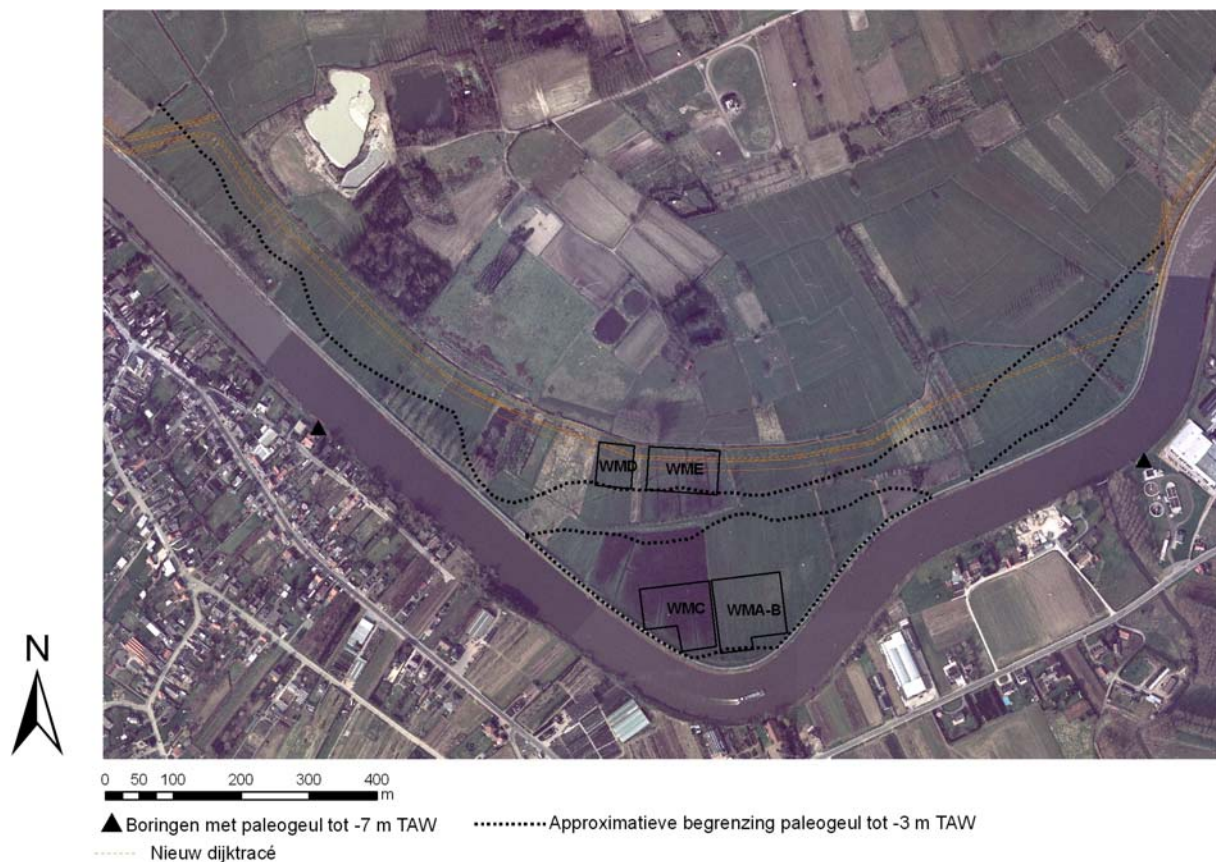 WMD
WME
WMC
WMA-B
N
0 50 100 200 300 400
m
Boringen met paleogeul tot -7 m TAW
Approximatieve begrenzing paleogeul tot -3 m TAW
Nieuw dijktracé